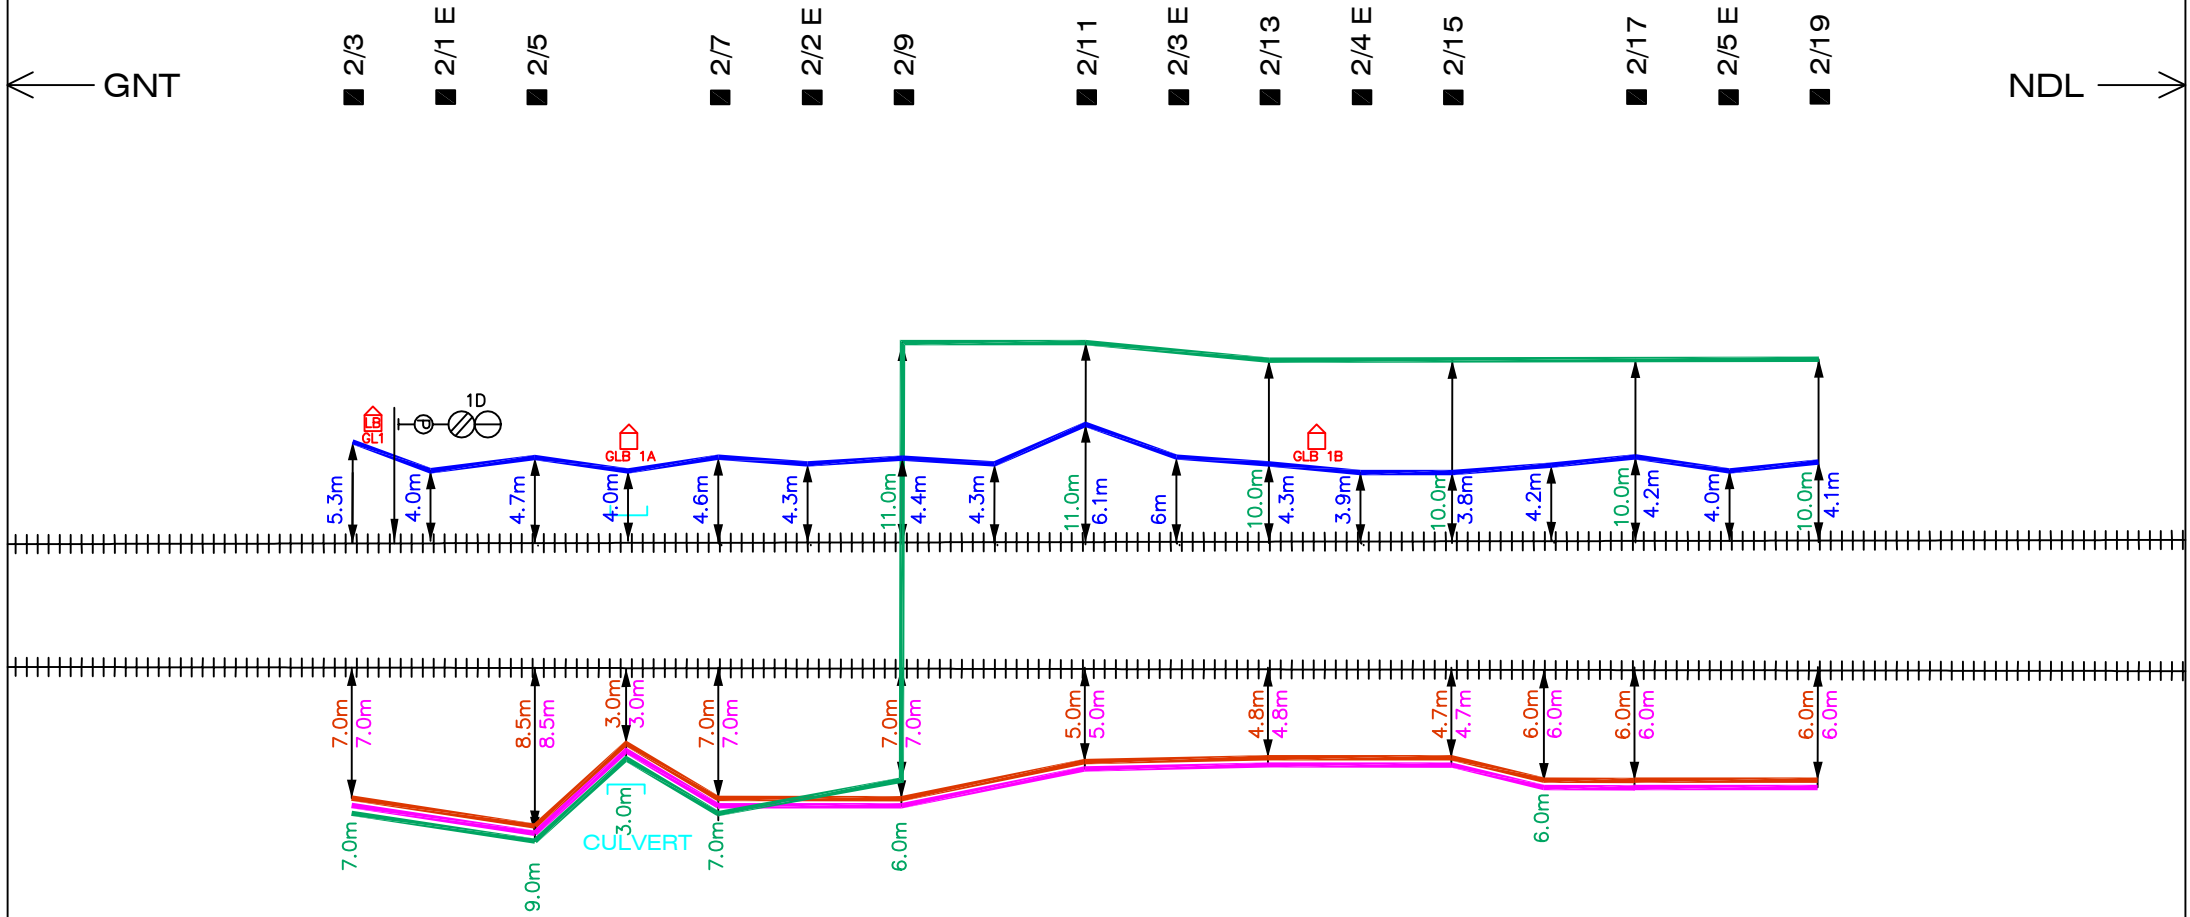 2/3
2/1 E
2/5
2/7
2/2 E
2/9
2/11
2/3 E
2/13
2/4 E
2/15
2/17
2/5 E
2/19
GNT
NDL
LB
GL1
P
1D
GLB 1A
GLB 1B
5.3m
4.0m
4.7m
4.0m
4.6m
4.3m
11.0m
4.4m
4.3m
11.0m
6.1m
6m
10.0m
4.3m
3.9m
10.0m
3.8m
4.2m
10.0m
4.2m
4.0m
10.0m
4.1m
7.0m
7.0m
8.5m
8.5m
3.0m
3.0m
7.0m
7.0m
7.0m
7.0m
5.0m
5.0m
4.8m
4.8m
4.7m
4.7m
6.0m
6.0m
6.0m
6.0m
6.0m
6.0m
7.0m
9.0m
3.0m
CULVERT
7.0m
6.0m
6.0m